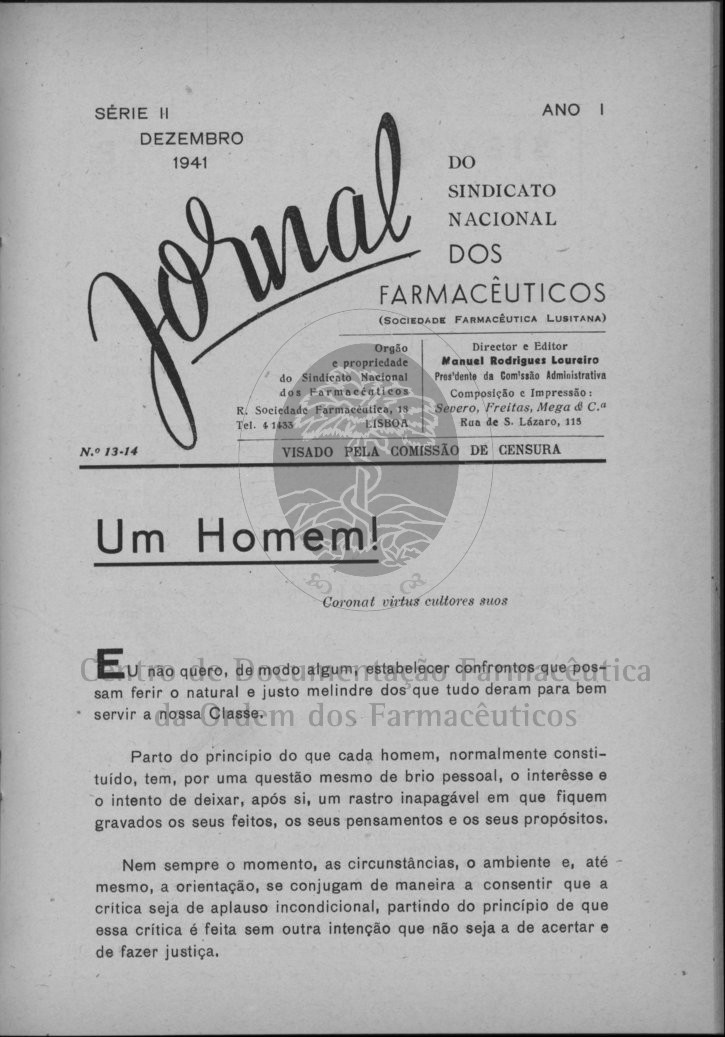 SÉRIE II
DEZEMBRO
1941
ANO I
Jornal
DO
SINDICATO
NACIONAL
DOS
FARMACÊUTICOS
(SOCIEDADE FARMACÊUTICA LUSITANA)
Orgão
e propriedade
do Sindicato Nacional
dos Farmacêuticos
R. Sociedade Farmacêutica, 18
Tel. 4 1433 LISBOA
Director e Editor
Manuel Rodrigues Loureiro
Presidente da Comissão Administrativa
Composição e Impressão:
Severo, Freitas, Mega & C.ª
Rua de S. Lázaro, 115
N.º 13-14
VISADO PELA COMISSÃO DE CENSURA
Um Homem!
Coronat virtus cultores suos
EU não quero, de modo algum, estabelecer confrontos que pos-
sam ferir o natural e justo melindre dos que tudo deram para bem
servir a nossa Classe.
Parto do princípio do que cada homem, normalmente consti-
tuído, tem, por uma questão mesmo de brio pessoal, o interêsse e
o intento de deixar, após si, um rastro inapagável em que fiquem
gravados os seus feitos, os seus pensamentos e os seus propósitos.
Nem sempre o momento, as circunstâncias, o ambiente e, até
mesmo, a orientação, se conjugam de maneira a consentir que a
crítica seja de aplauso incondicional, partindo do princípio de que
essa crítica é feita sem outra intenção que não seja a de acertar e
de fazer justiça.
Centro de Documentação Farmacêutica
da Ordem dos Farmacêuticos